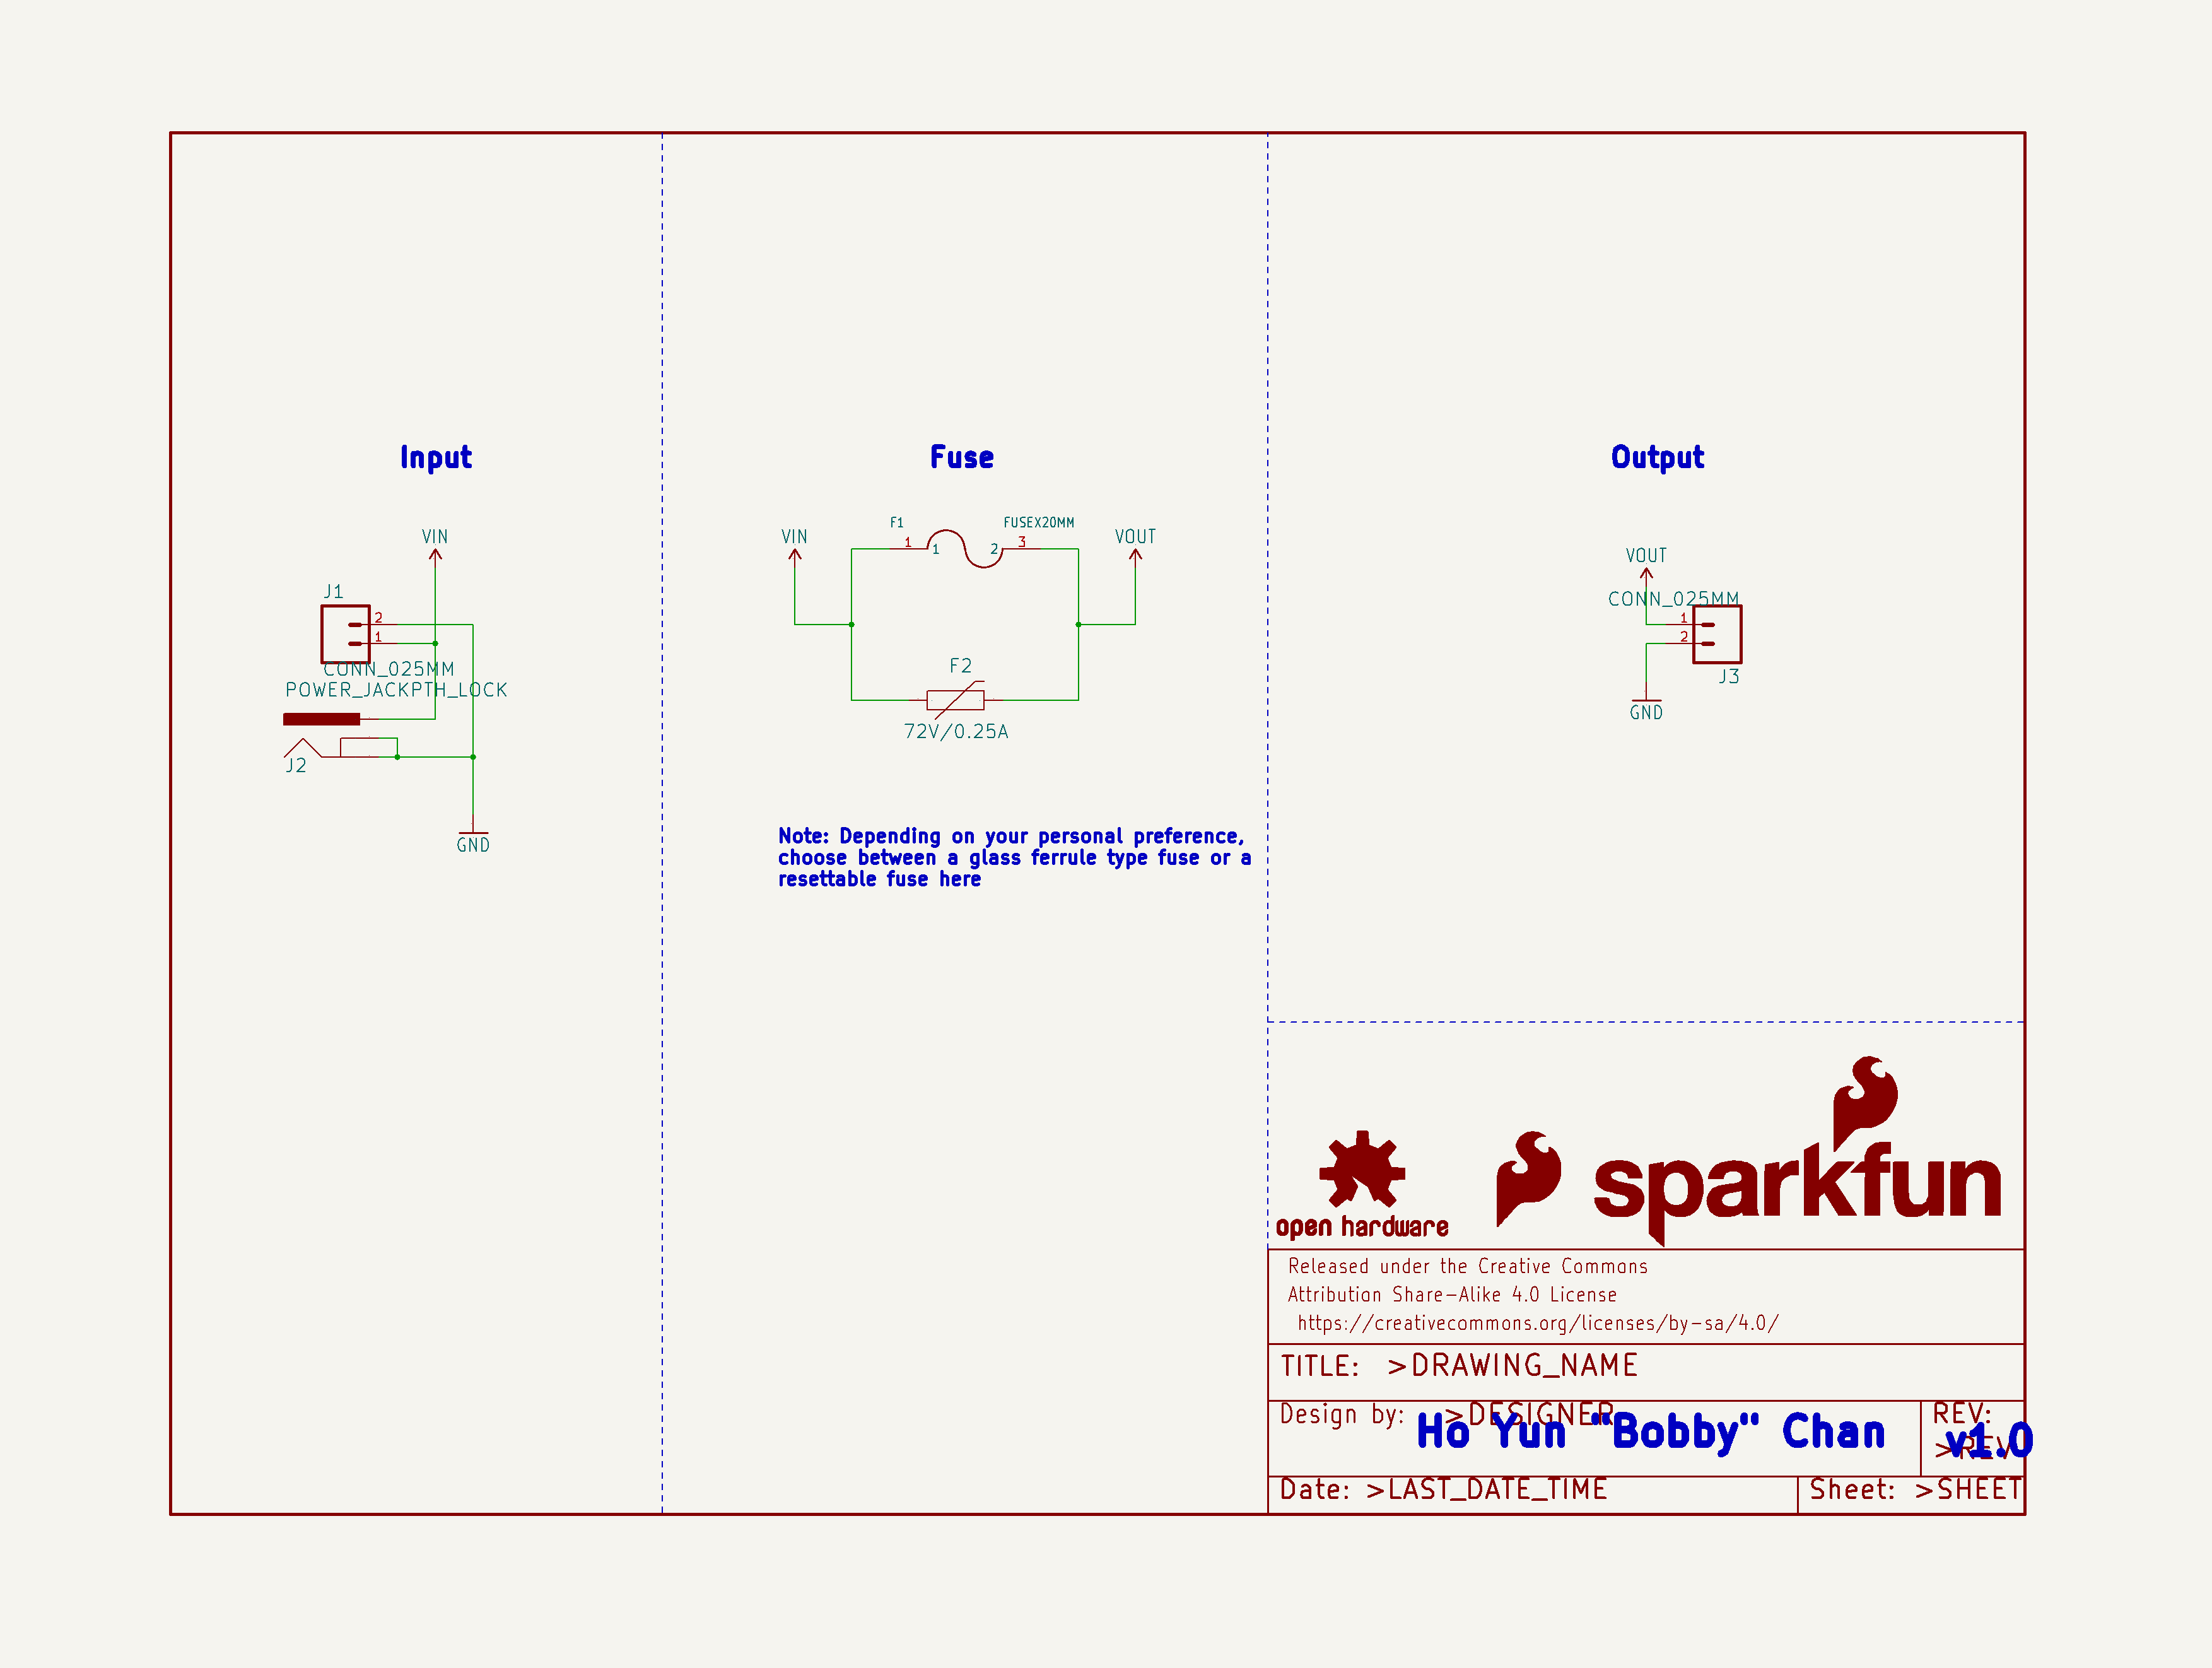 Input
VIN
J1
2
1
CONN_025MM
POWER_JACKPTH_LOCK
J2
GND
Fuse
VIN
F1
FUSEX20MM
VOUT
1 1 2 3
F2
72V/0.25A
Note: Depending on your personal preference,
choose between a glass ferrule type fuse or a
resettable fuse here
Output
VOUT
CONN_025MM
1
2
J3
GND
open hardware
sparkfun
Released under the Creative Commons
Attribution Share-Alike 4.0 License
https://creativecommons.org/licenses/by-sa/4.0/
TITLE: >DRAWING_NAME
Design by: >DESIGNER
Ho Yun "Bobby" Chan
REV:
>REV
v1.0
Date: >LAST_DATE_TIME
Sheet: >SHEET